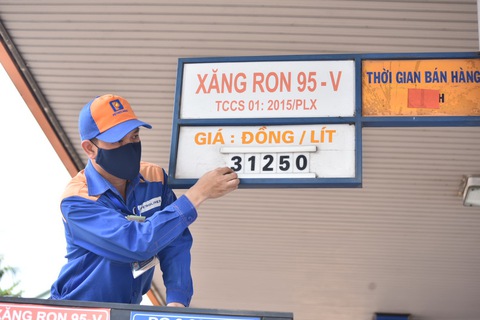 XĂNG RON 95 - V
TCCS 01: 2015/PLX
GIÁ : ĐỒNG / LÍT
31250
THỜI GIAN BÁN HÀNG
H
XĂNG RON 95-V